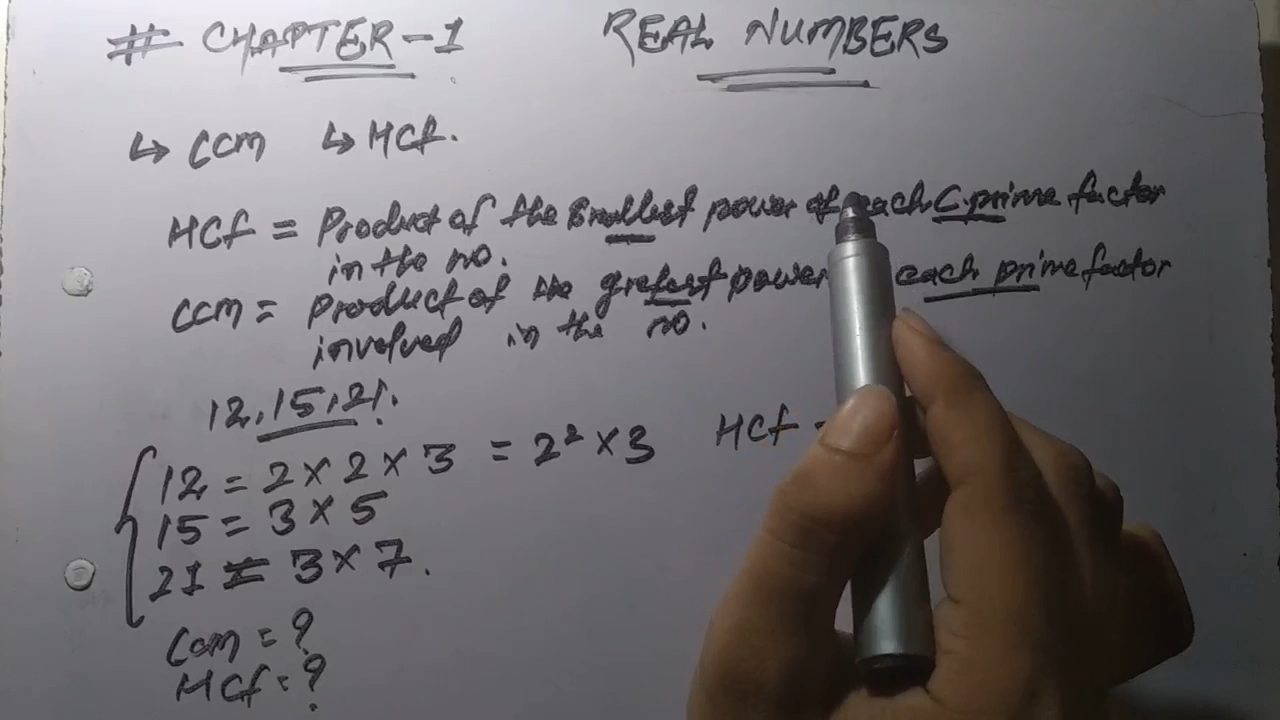 # CHAPTER-1 REAL NUMBERS
↳ LCM ↳ HCf.
HCf = Product of the smallest power of each C.prime factor
in the no.
LCM = Product of the gretest power each prime factor
involved in the no.
12,15,21.
12 = 2 × 2 × 3 = 2² × 3 HCf -
15 = 3 × 5
21 = 3 × 7.
LCM = ?
HCf = ?